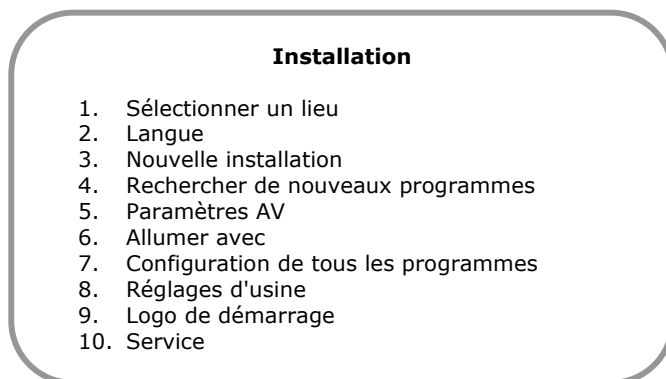 Installation
1. Sélectionner un lieu
2. Langue
3. Nouvelle installation
4. Rechercher de nouveaux programmes
5. Paramètres AV
6. Allumer avec
7. Configuration de tous les programmes
8. Réglages d'usine
9. Logo de démarrage
10. Service